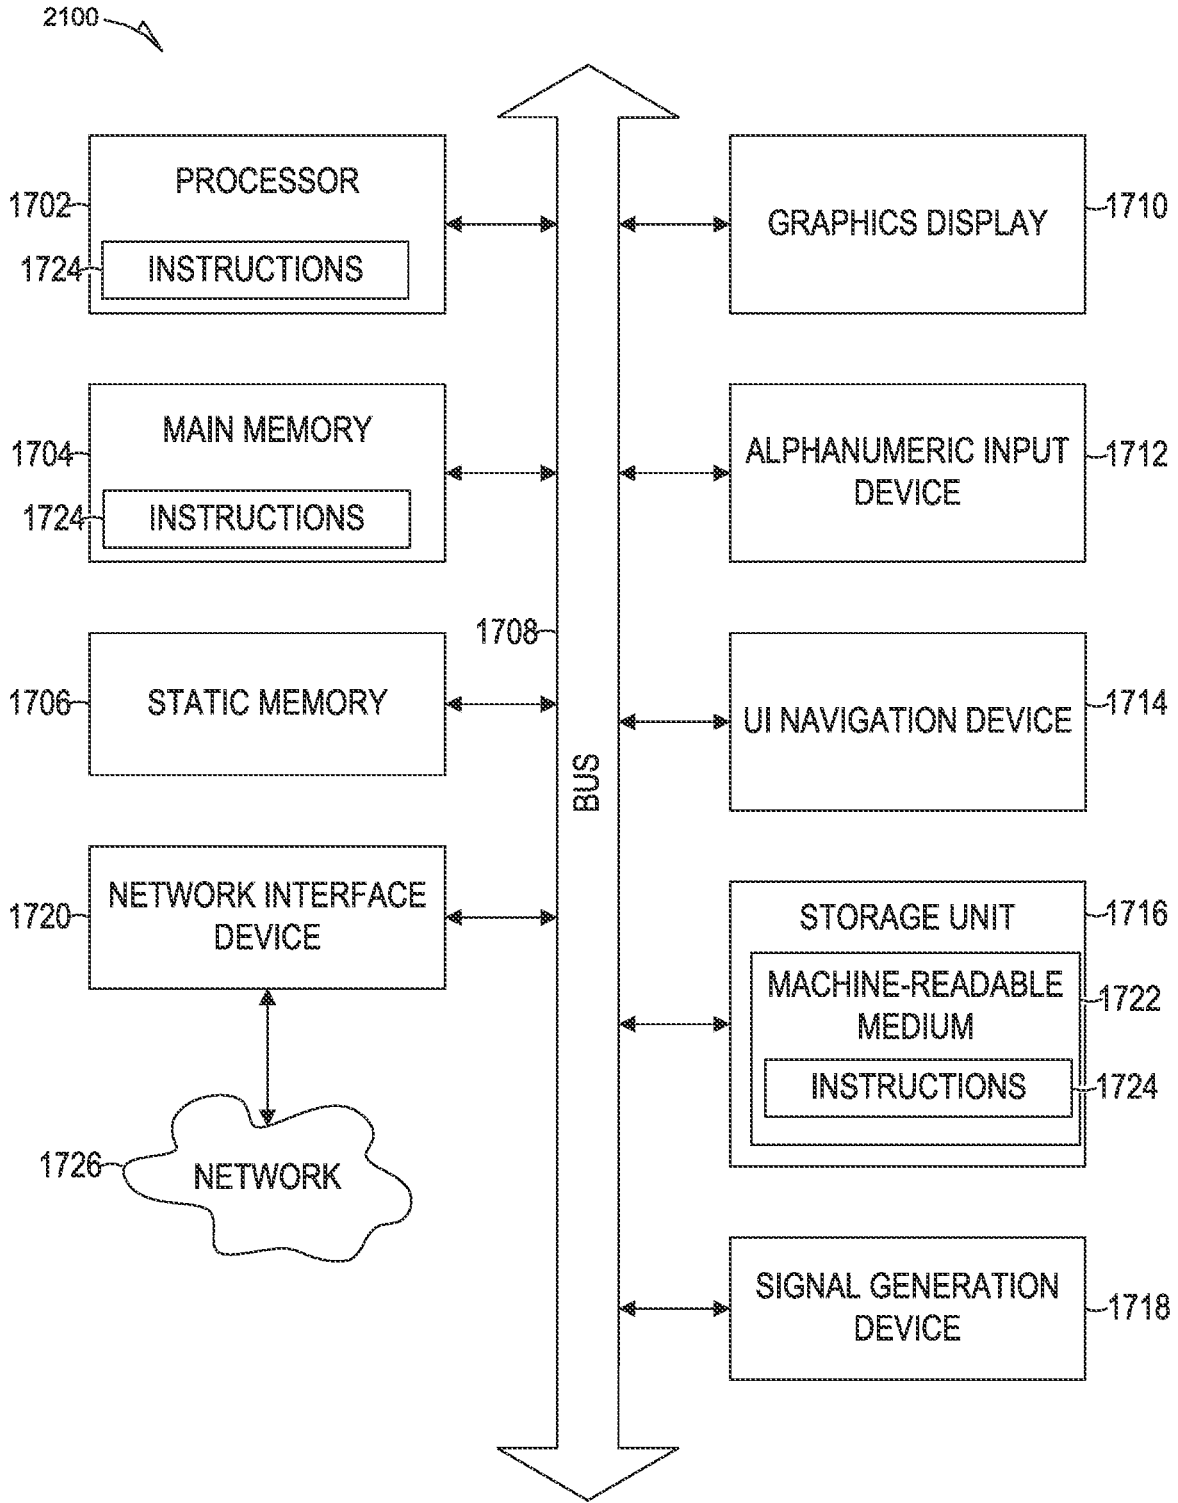 2100
PROCESSOR
1702
1724
INSTRUCTIONS
MAIN MEMORY
1704
1724
INSTRUCTIONS
1708
1706
STATIC MEMORY
BUS
NETWORK INTERFACE
DEVICE
1720
1726
NETWORK
GRAPHICS DISPLAY
1710
ALPHANUMERIC INPUT
DEVICE
1712
UI NAVIGATION DEVICE
1714
STORAGE UNIT
1716
MACHINE-READABLE
MEDIUM
1722
INSTRUCTIONS
1724
SIGNAL GENERATION
DEVICE
1718